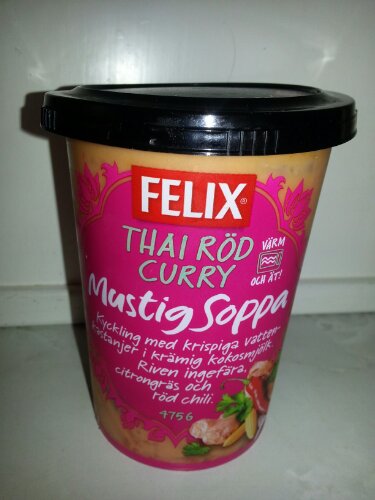 FELIX®
THAI RÖD
CURRY
VÄRM
OCH ÄT!
Mustig Soppa
Kyckling med krispiga vatten-
kastanjer i krämig kokosmjölk.
Riven ingefära,
citrongräs och
röd chili.
475G